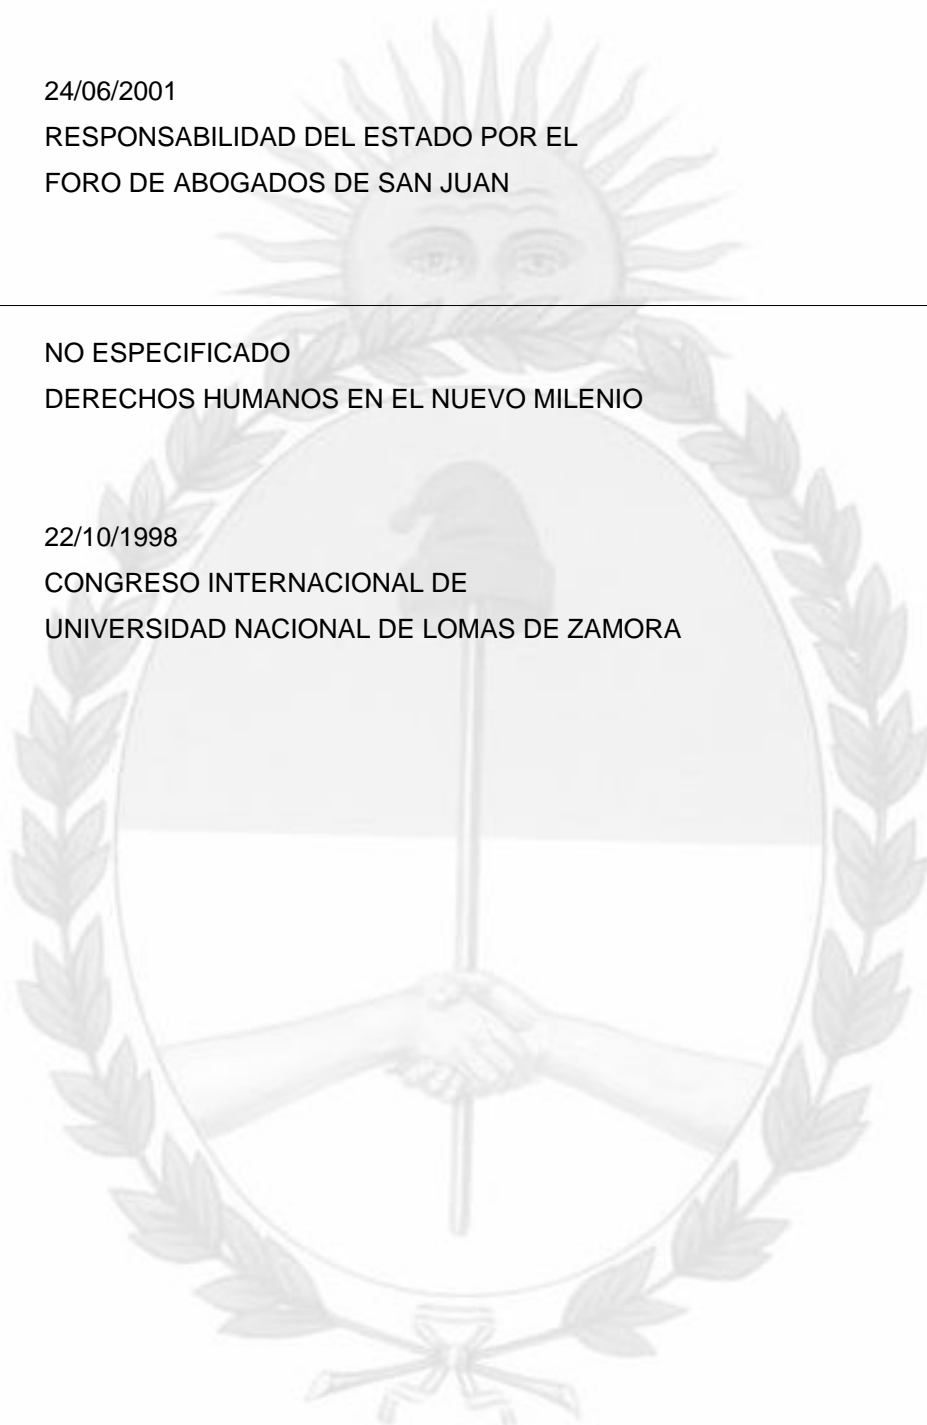 24/06/2001
RESPONSABILIDAD DEL ESTADO POR EL
FORO DE ABOGADOS DE SAN JUAN
NO ESPECIFICADO
DERECHOS HUMANOS EN EL NUEVO MILENIO
22/10/1998
CONGRESO INTERNACIONAL DE
UNIVERSIDAD NACIONAL DE LOMAS DE ZAMORA